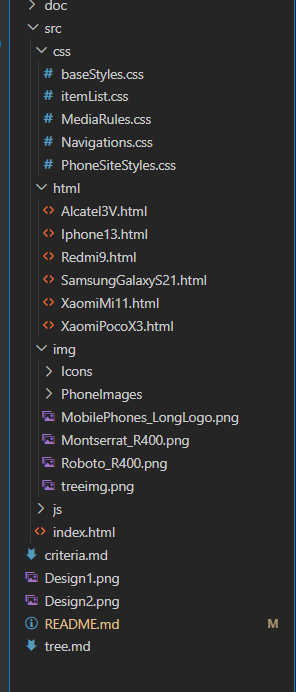 doc
src
css
baseStyles.css
itemList.css
MediaRules.css
Navigations.css
PhoneSiteStyles.css
html
Alcatel3V.html
Iphone13.html
Redmi9.html
SamsungGalaxyS21.html
XaomiMi11.html
XaomiPocoX3.html
img
Icons
PhoneImages
MobilePhones_LongLogo.png
Montserrat_R400.png
Roboto_R400.png
treeimg.png
js
index.html
criteria.md
Design1.png
Design2.png
README.md M
tree.md